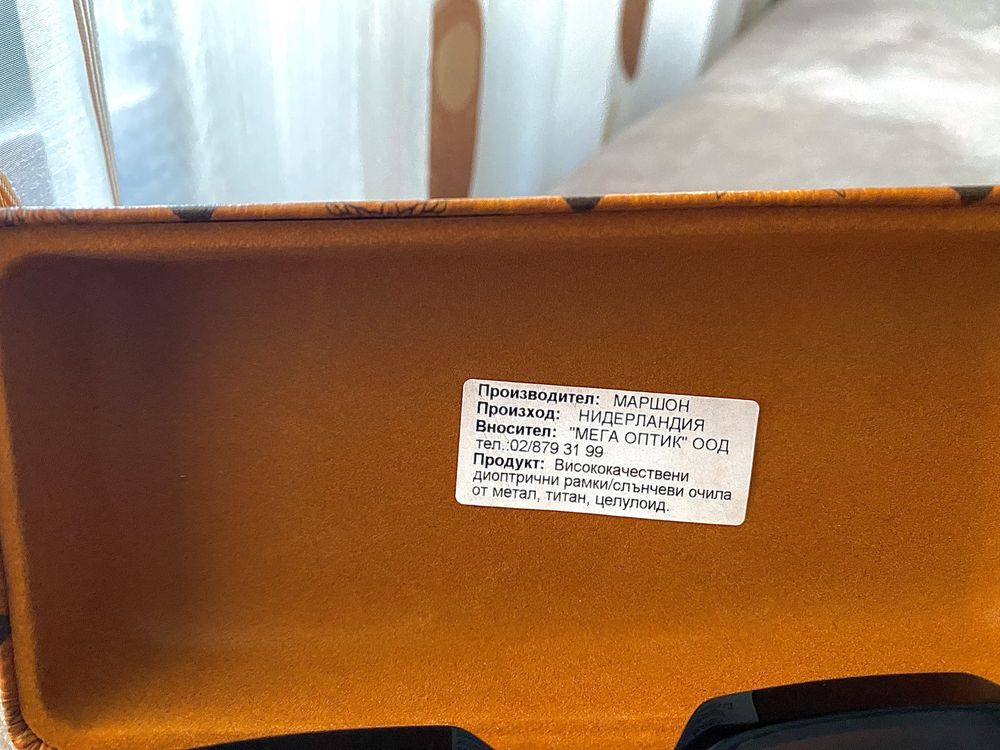 Производител: МАРШОН
Произход: НИДЕРЛАНДИЯ
Вносител: "МЕГА ОПТИК" ООД
тел.:02/879 31 99
Продукт: Висококачествени
диоптрични рамки/слънчеви очила
от метал, титан, целулоид.